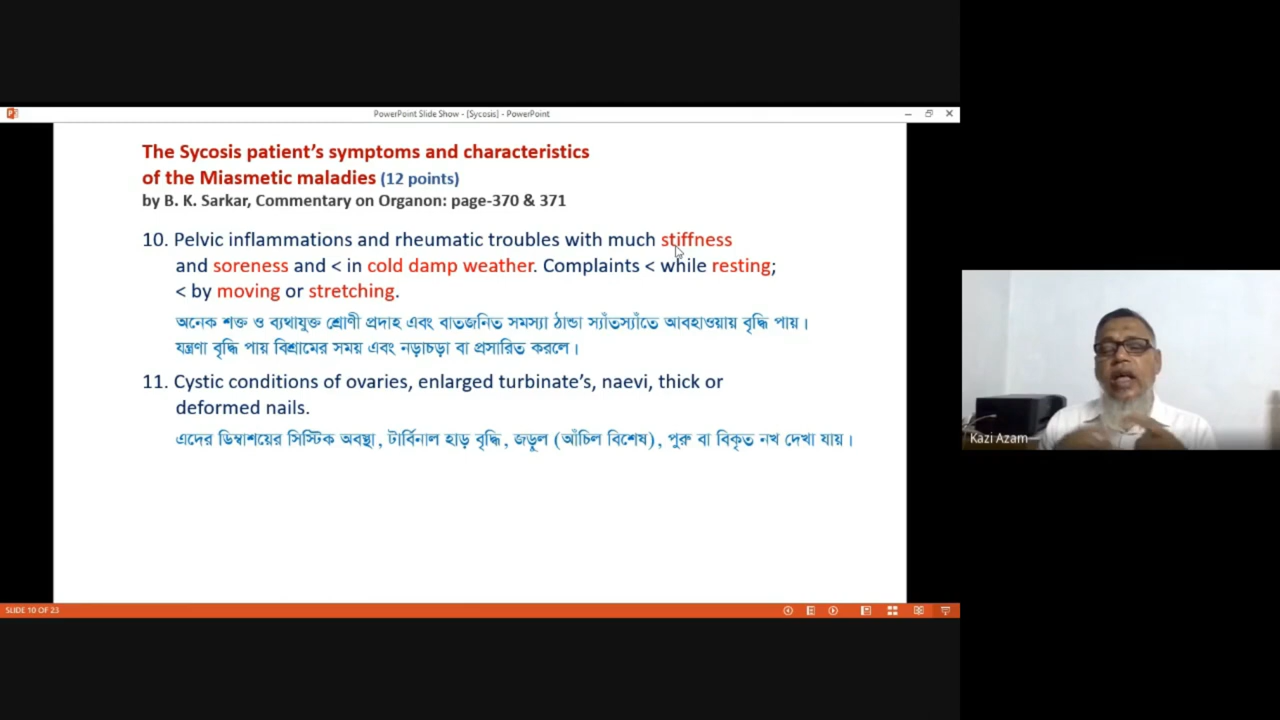 PowerPoint Slide Show - [Sycosis] - PowerPoint
The Sycosis patient's symptoms and characteristics
of the Miasmetic maladies (12 points)
by B. K. Sarkar, Commentary on Organon: page-370 & 371
10. Pelvic inflammations and rheumatic troubles with much stiffness
and soreness and < in cold damp weather. Complaints < while resting;
< by moving or stretching.
অনেক শক্ত ও ব্যথাযুক্ত শ্রোণী প্রদাহ এবং বাতজনিত সমস্যা ঠান্ডা স্যাঁতস্যাঁতে আবহাওয়ায় বৃদ্ধি পায়।
যন্ত্রণা বৃদ্ধি পায় বিশ্রামের সময় এবং নড়াচড়া বা প্রসারিত করলে।
11. Cystic conditions of ovaries, enlarged turbinate's, naevi, thick or
deformed nails.
এদের ডিম্বাশয়ের সিস্টিক অবস্থা, টার্বিনাল হাড় বৃদ্ধি, জড়ুল (আঁচিল বিশেষ), পুরু বা বিকৃত নখ দেখা যায়।
Kazi Azam
SLIDE 10 OF 23